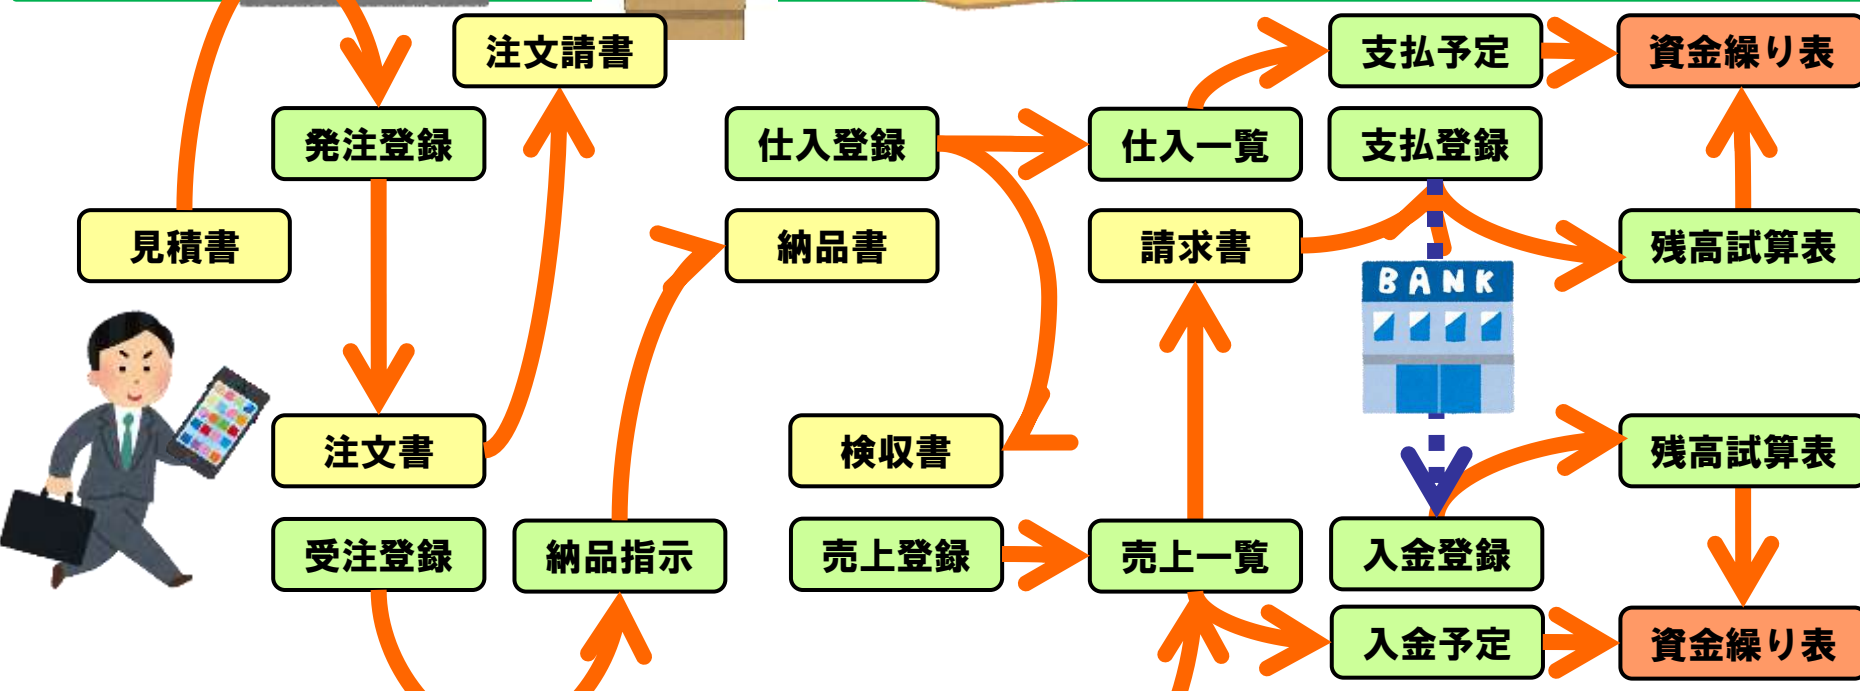 注文請書
支払予定
資金繰り表
発注登録
仕入登録
仕入一覧
支払登録
見積書
納品書
請求書
残高試算表
BANK
注文書
検収書
残高試算表
受注登録
納品指示
売上登録
売上一覧
入金登録
入金予定
資金繰り表